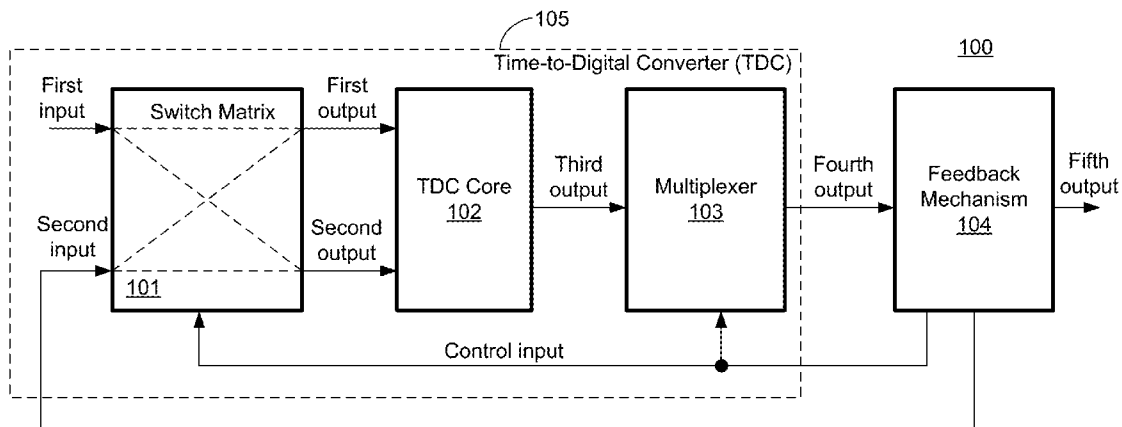 105
Time-to-Digital Converter (TDC)
100
First
input
Switch Matrix
First
output
Second
input
101
Second
output
TDC Core
102
Third
output
Multiplexer
103
Fourth
output
Feedback
Mechanism
104
Fifth
output
Control input